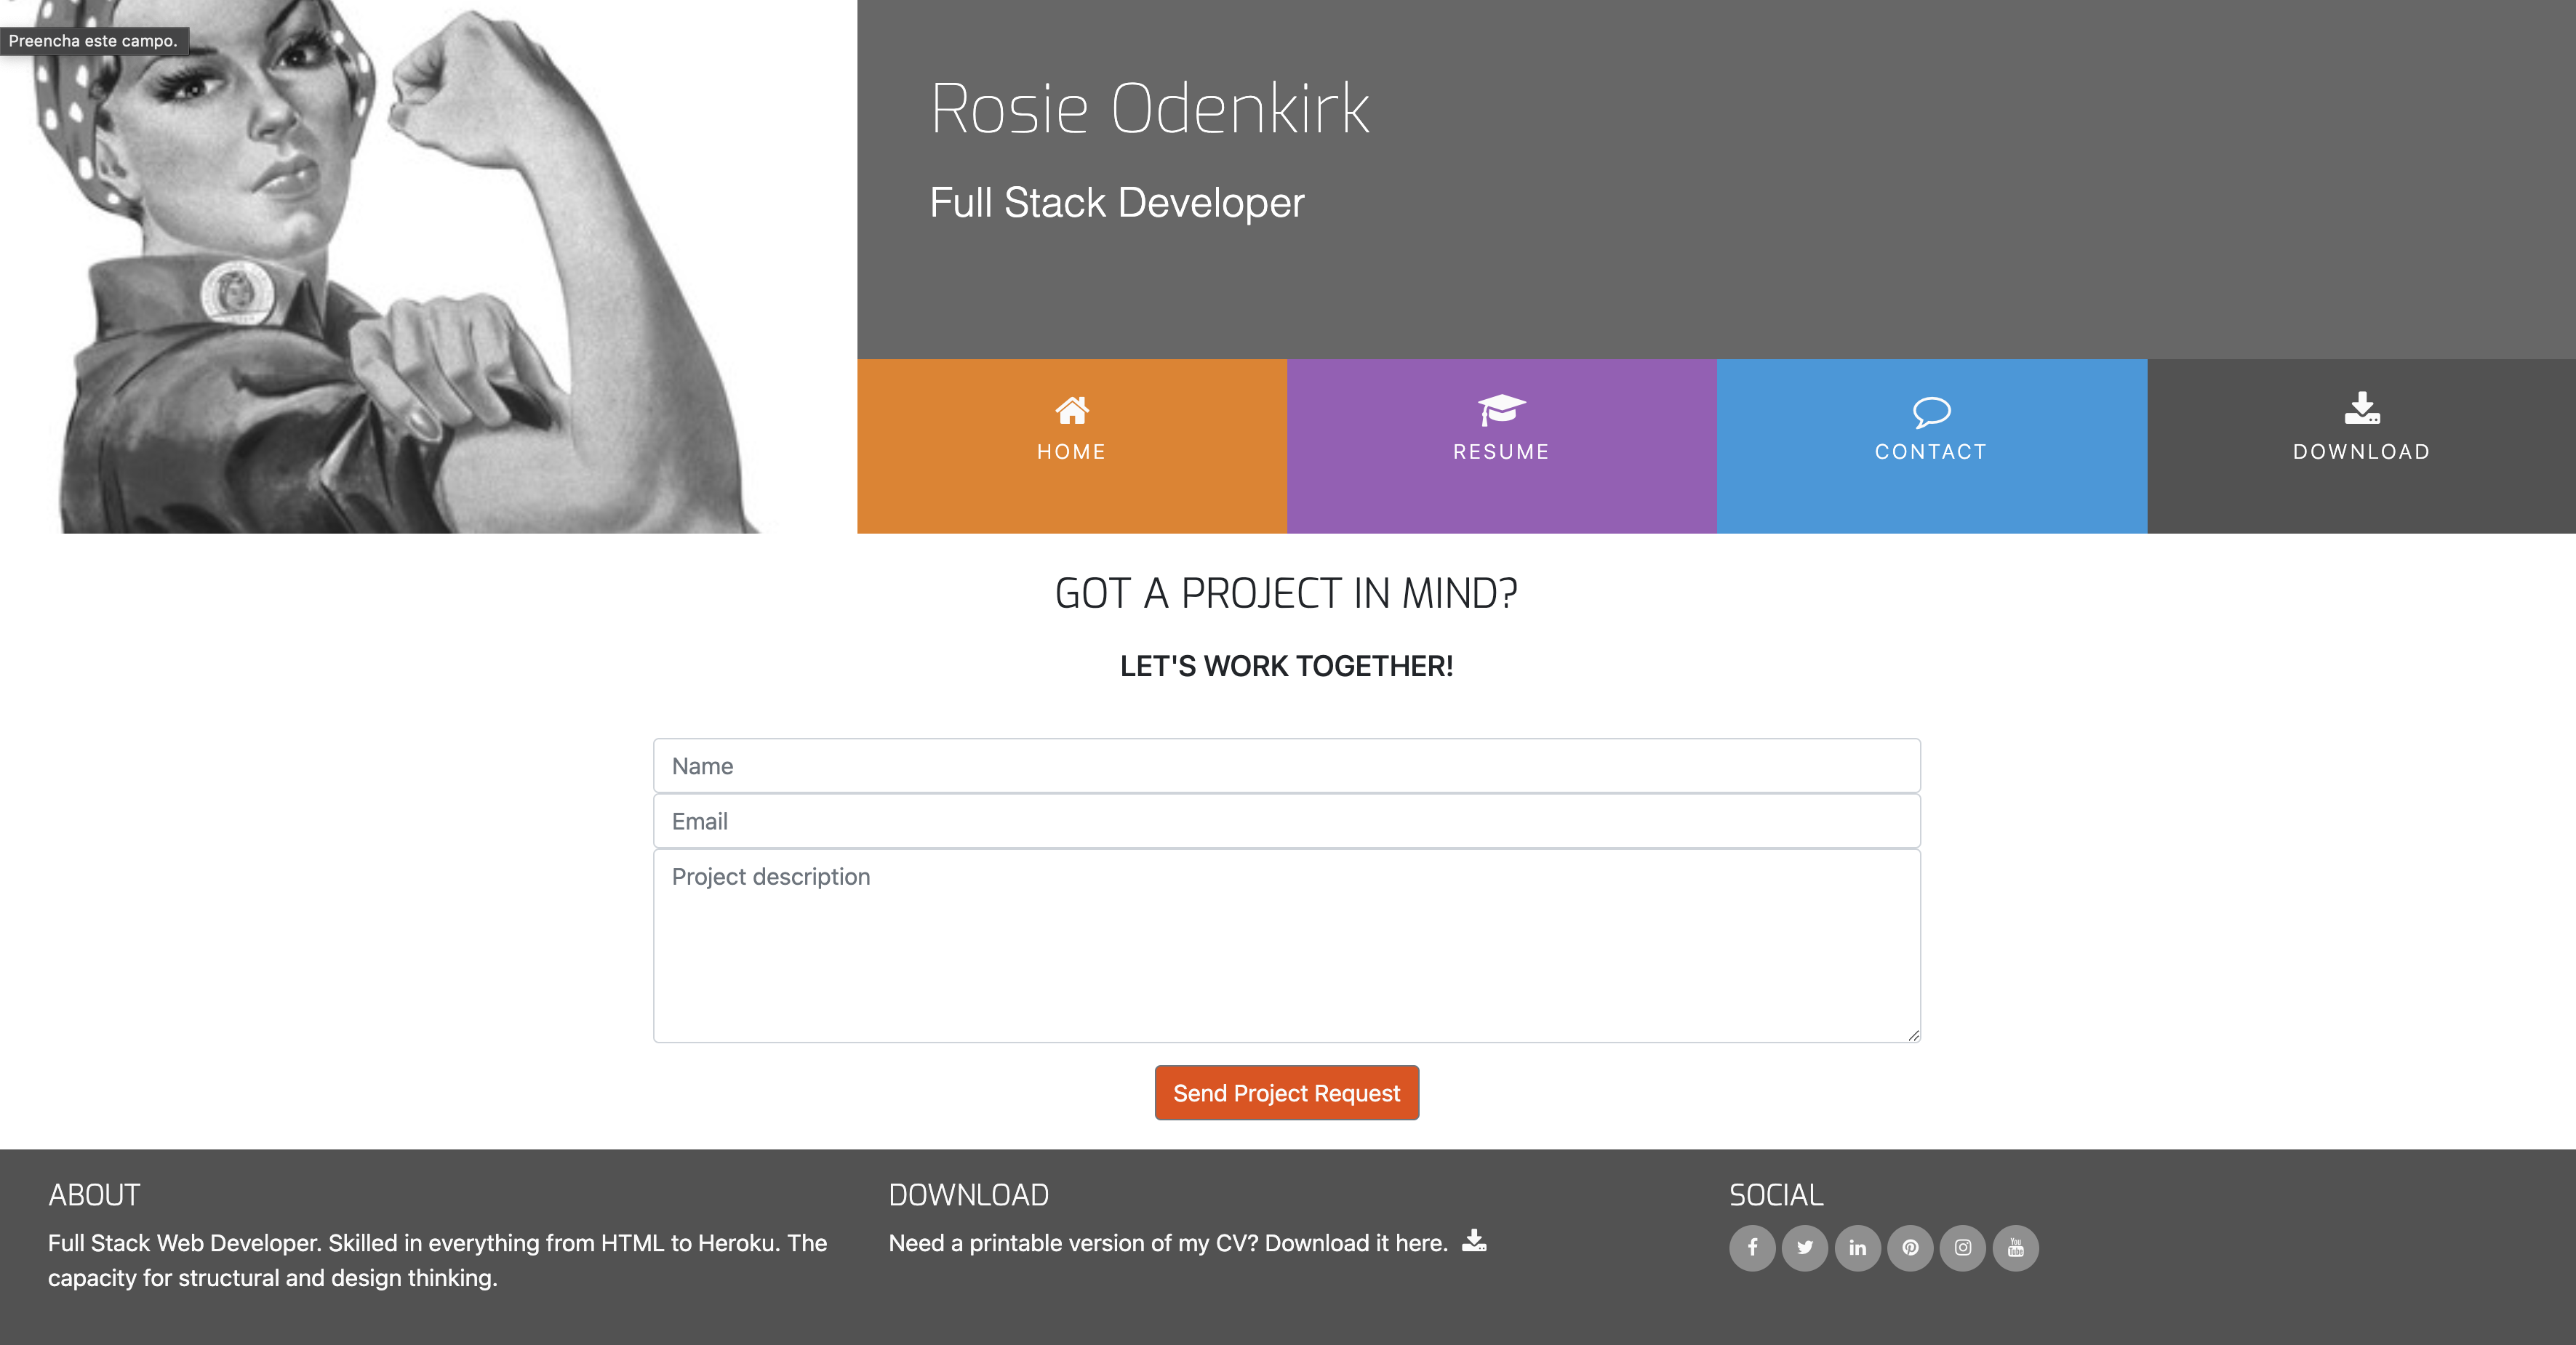 Preencha este campo.
Rosie Odenkirk
Full Stack Developer
HOME
RESUME
CONTACT
DOWNLOAD
GOT A PROJECT IN MIND?
LET'S WORK TOGETHER!
Name
Email
Project description
Send Project Request
ABOUT
Full Stack Web Developer. Skilled in everything from HTML to Heroku. The
capacity for structural and design thinking.
DOWNLOAD
Need a printable version of my CV? Download it here.
SOCIAL